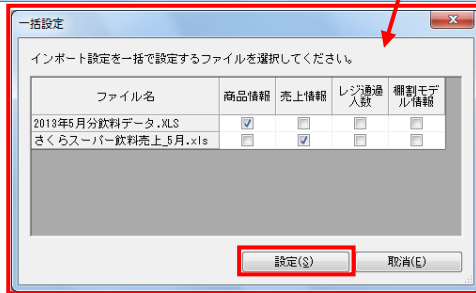 一括設定
インポート設定を一括で設定するファイルを選択してください。
ファイル名 商品情報 売上情報 レジ通過人数 棚割モデル情報
2013年5月分飲料データ.XLS
さくらスーパー飲料売上_5月.xls
設定(S) 取消(E)